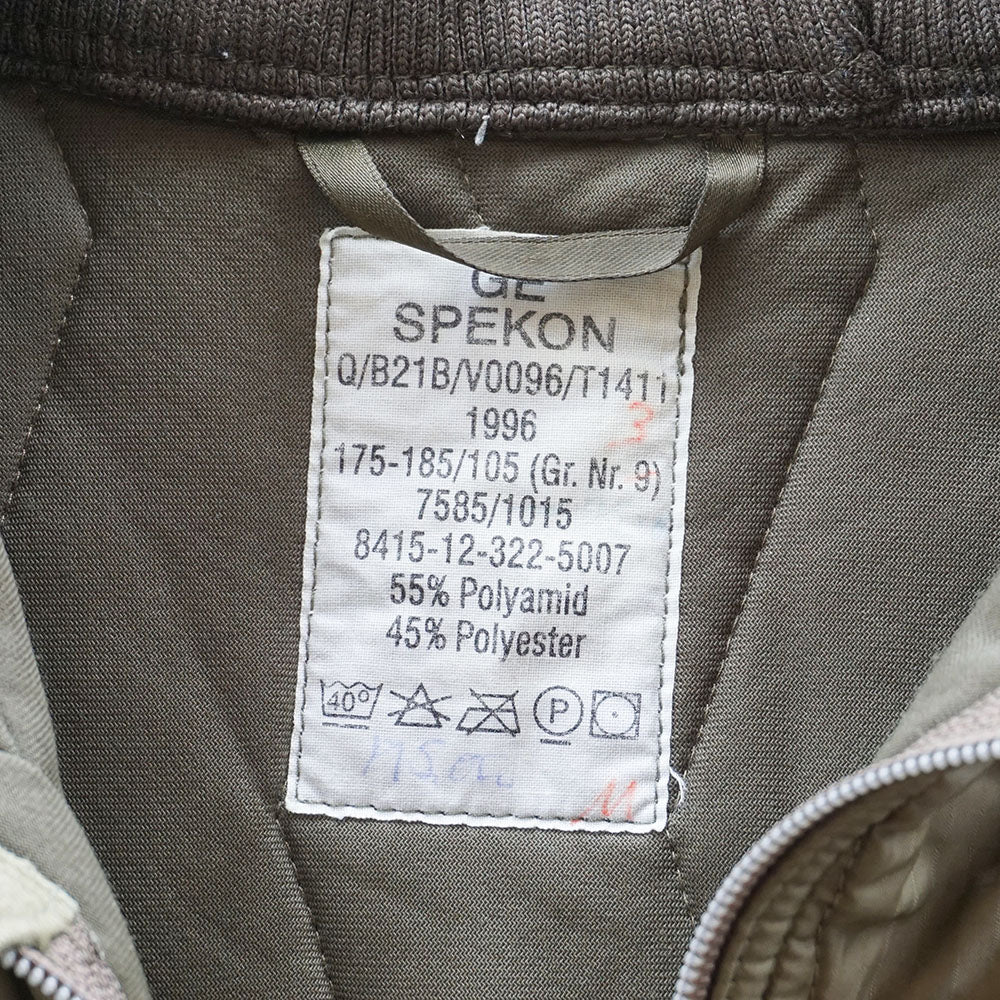 GE
SPEKON
Q/B21B/V0096/T1411
1996
3
175-185/105 (Gr. Nr. 9)
7585/1015
8415-12-322-5007
55% Polyamid
45% Polyester
40°
P
M